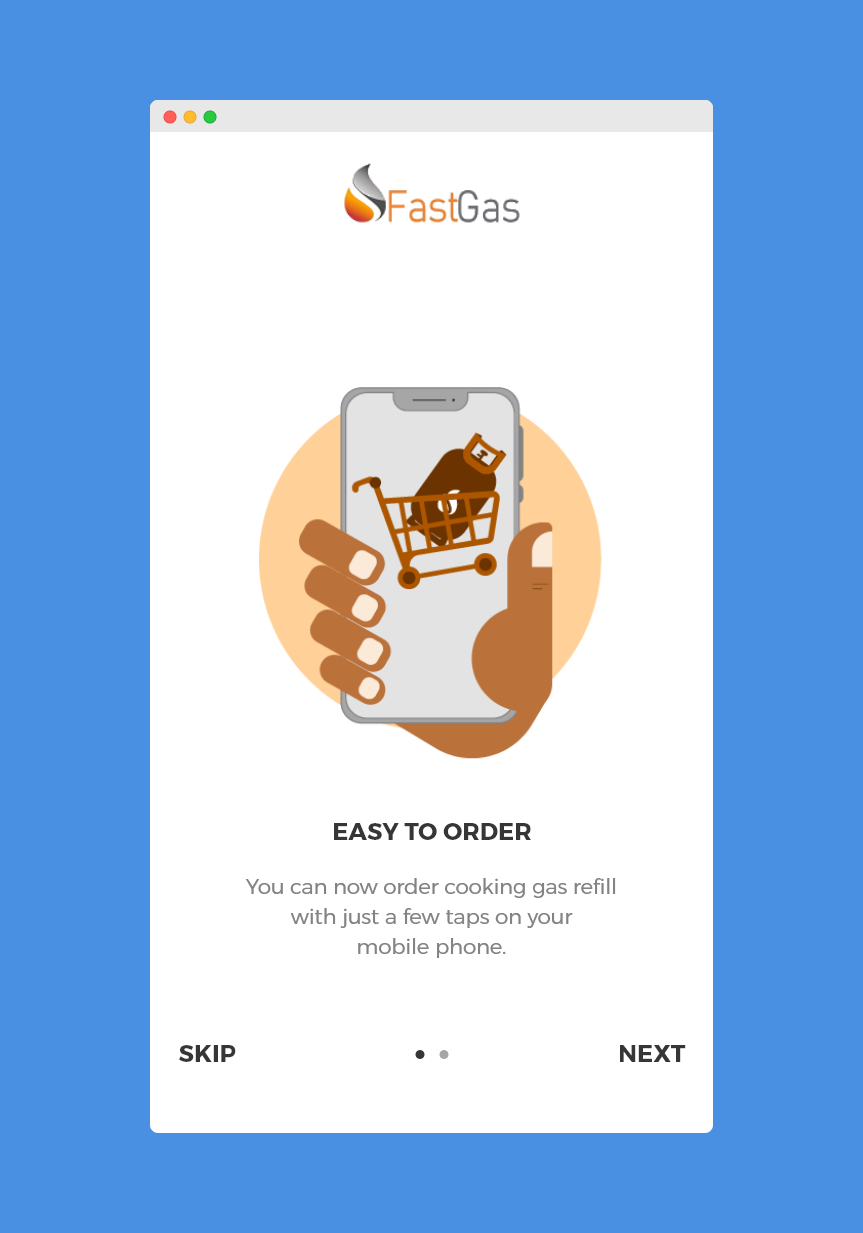 FastGas
EASY TO ORDER
You can now order cooking gas refill
with just a few taps on your
mobile phone.
SKIP
NEXT